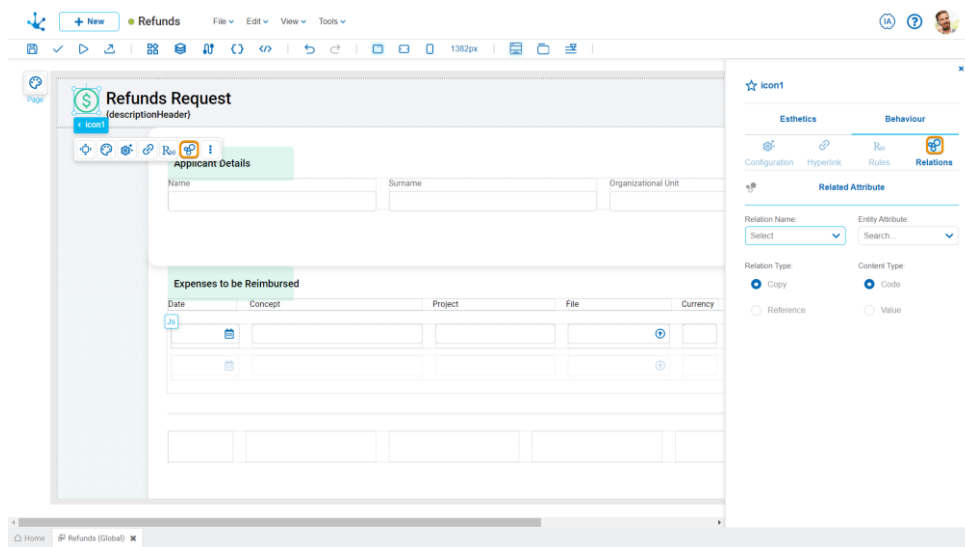 + New
Refunds
File
Edit
View
Tools
IA
?
1382px
Page
Refunds Request
{descriptionHeader}
icon1
Applicant Details
Name
Surname
Organizational Unit
Expenses to be Reimbursed
Date
Concept
Project
File
Currency
Js
icon1
Esthetics
Behaviour
Configuration
Hyperlink
Rules
Relations
Related Attribute
Relation Name:
Entity Attribute:
Select
Search...
Relation Type:
Content Type:
Copy
Code
Reference
Value
Home
Refunds (Global)